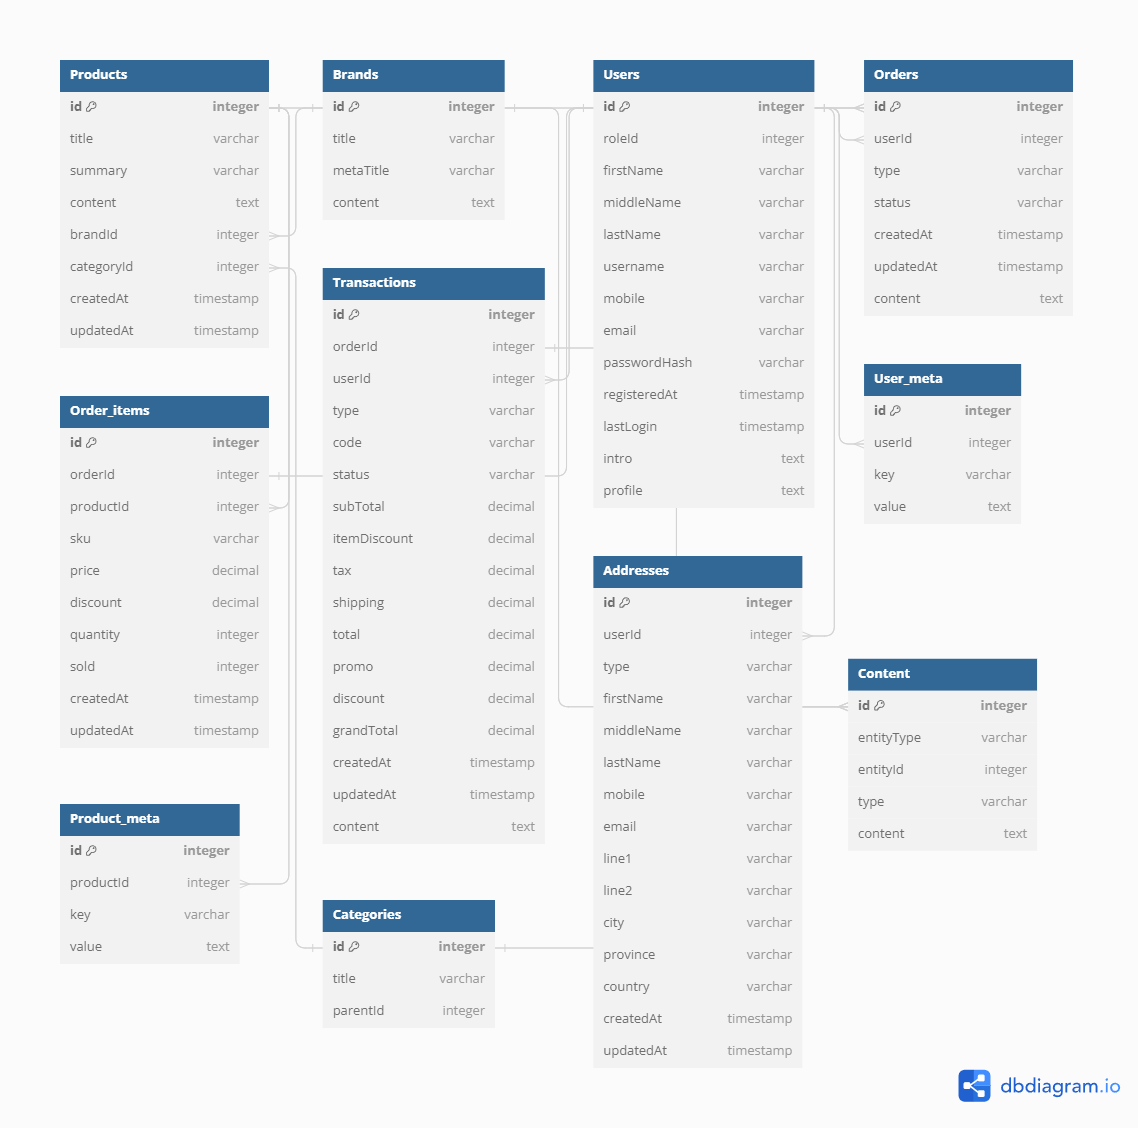 Products
id integer
title varchar
summary varchar
content text
brandId integer
categoryId integer
createdAt timestamp
updatedAt timestamp
Brands
id integer
title varchar
metaTitle varchar
content text
Users
id integer
roleId integer
firstName varchar
middleName varchar
lastName varchar
username varchar
mobile varchar
email varchar
passwordHash varchar
registeredAt timestamp
lastLogin timestamp
intro text
profile text
Orders
id integer
userId integer
type varchar
status varchar
createdAt timestamp
updatedAt timestamp
content text
Transactions
id integer
orderId integer
userId integer
type varchar
code varchar
status varchar
subTotal decimal
itemDiscount decimal
tax decimal
shipping decimal
total decimal
promo decimal
discount decimal
grandTotal decimal
createdAt timestamp
updatedAt timestamp
content text
User_meta
id integer
userId integer
key varchar
value text
Order_items
id integer
orderId integer
productId integer
sku varchar
price decimal
discount decimal
quantity integer
sold integer
createdAt timestamp
updatedAt timestamp
Addresses
id integer
userId integer
type varchar
firstName varchar
middleName varchar
lastName varchar
mobile varchar
email varchar
line1 varchar
line2 varchar
city varchar
province varchar
country varchar
createdAt timestamp
updatedAt timestamp
Content
id integer
entityType varchar
entityId integer
type varchar
content text
Product_meta
id integer
productId integer
key varchar
value text
Categories
id integer
title varchar
parentId integer
dbdiagram.io